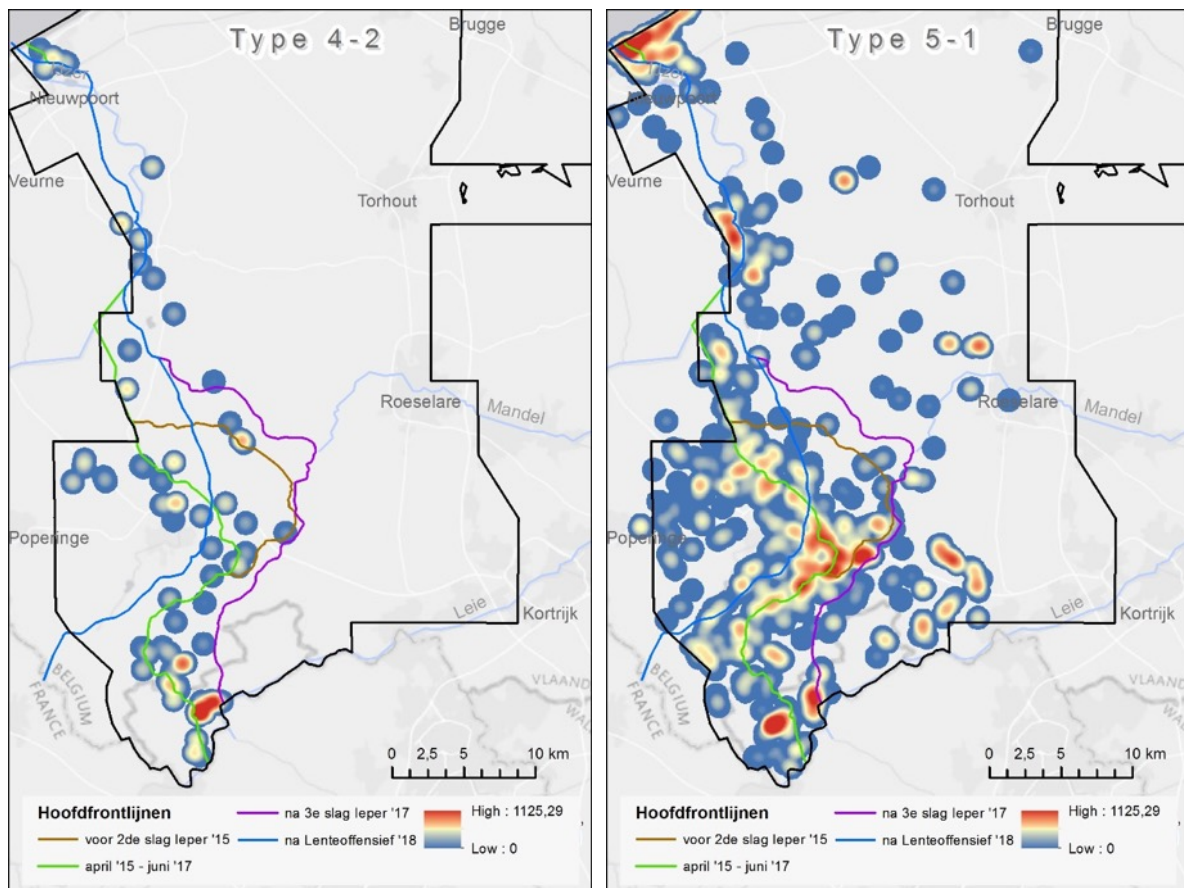 Type 4-2
Brugge
IJzer
Nieuwpoort
Veurne
Torhout
Roeselare
Mandel
Poperinge
Leie
Kortrijk
BELGIUM
FRANCE
VLAAND
WAL
0 2,5 5 10 km
Hoofdfrontlijnen
voor 2de slag Ieper '15
april '15 - juni '17
na 3e slag Ieper '17
na Lenteoffensief '18
High : 1125,29
Low : 0
Type 5-1
Brugge
IJzer
Nieuwpoort
Veurne
Torhout
Roeselare
Mandel
Poperinge
Leie
Kortrijk
BELGIUM
FRANCE
VLAAND
WAL
0 2,5 5 10 km
Hoofdfrontlijnen
voor 2de slag Ieper '15
april '15 - juni '17
na 3e slag Ieper '17
na Lenteoffensief '18
High : 1125,29
Low : 0